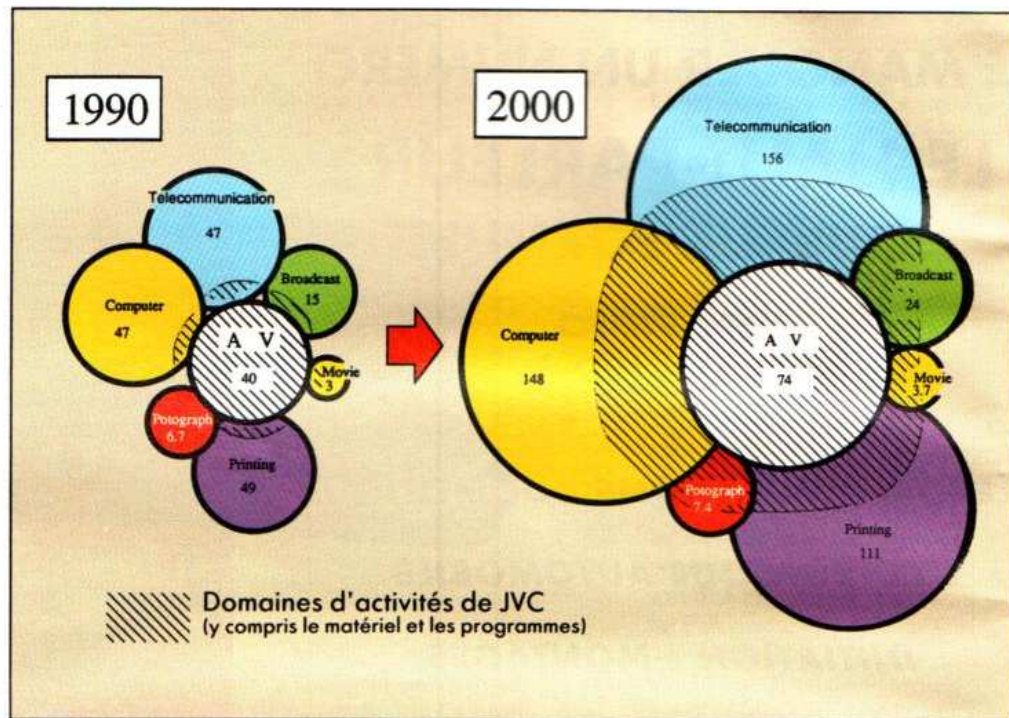 1990
Telecommunication
47
Broadcast
15
Computer
47
A V
40
Movie
3
Potograph
6.7
Printing
49
2000
Telecommunication
156
Broadcast
24
Computer
148
A V
74
Movie
3.7
Potograph
7.4
Printing
111
Domaines d'activités de JVC
(y compris le matériel et les programmes)